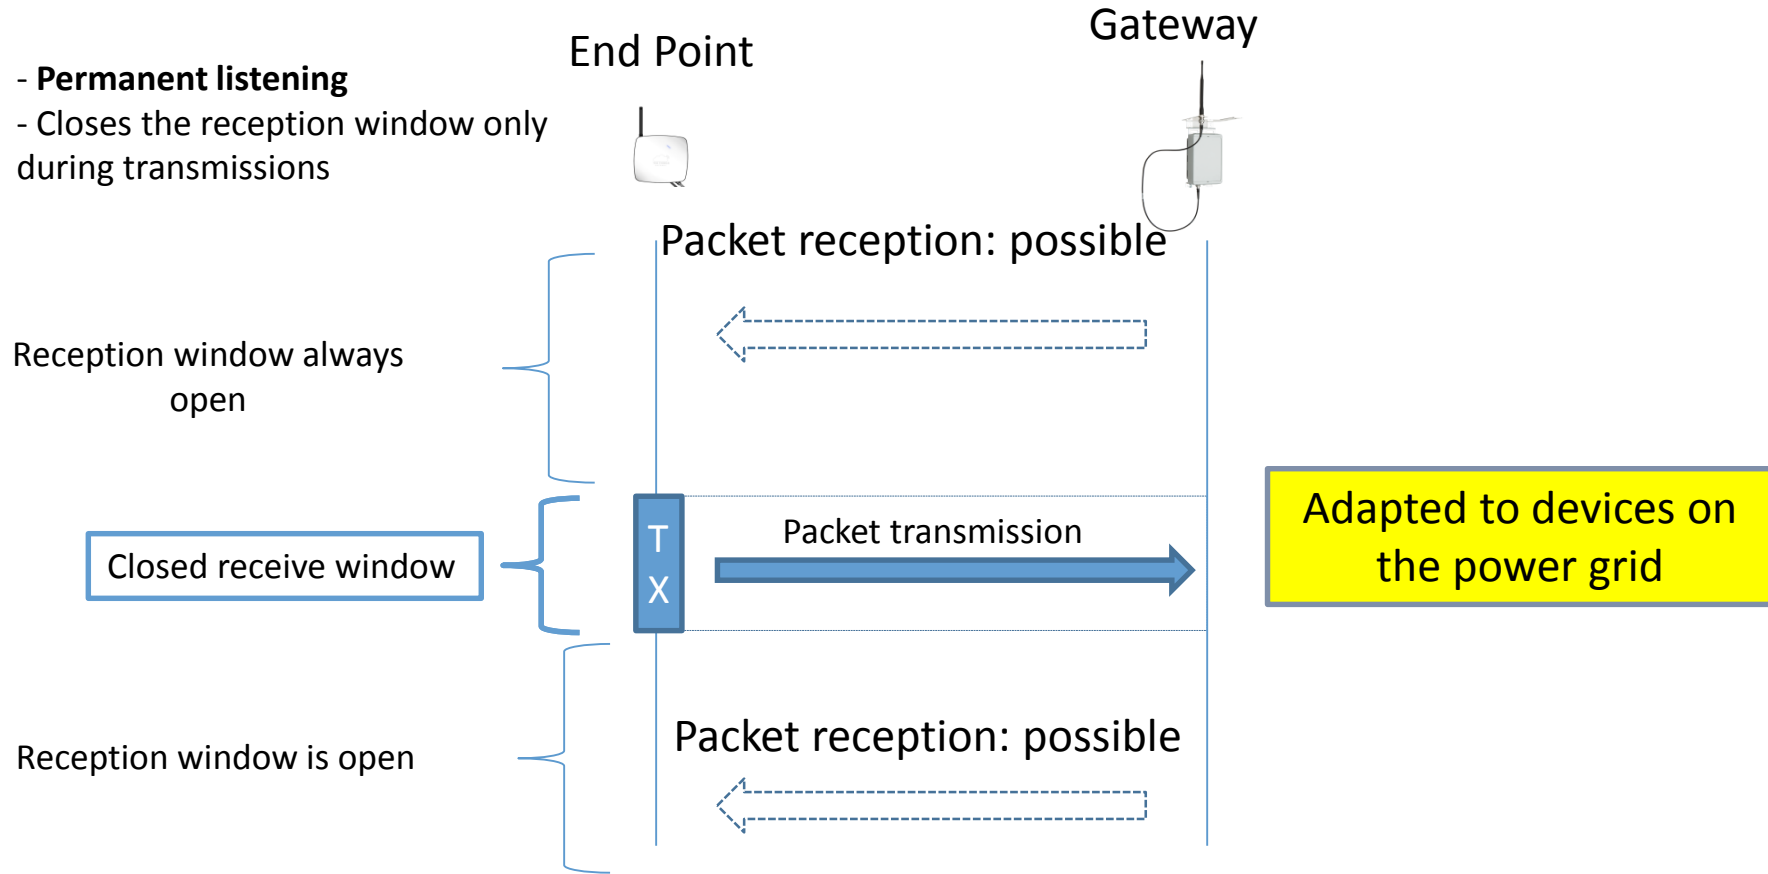 End Point
Gateway
- Permanent listening
- Closes the reception window only
during transmissions
Packet reception: possible
Reception window always
open
Closed receive window
T
X
Packet transmission
Adapted to devices on
the power grid
Packet reception: possible
Reception window is open